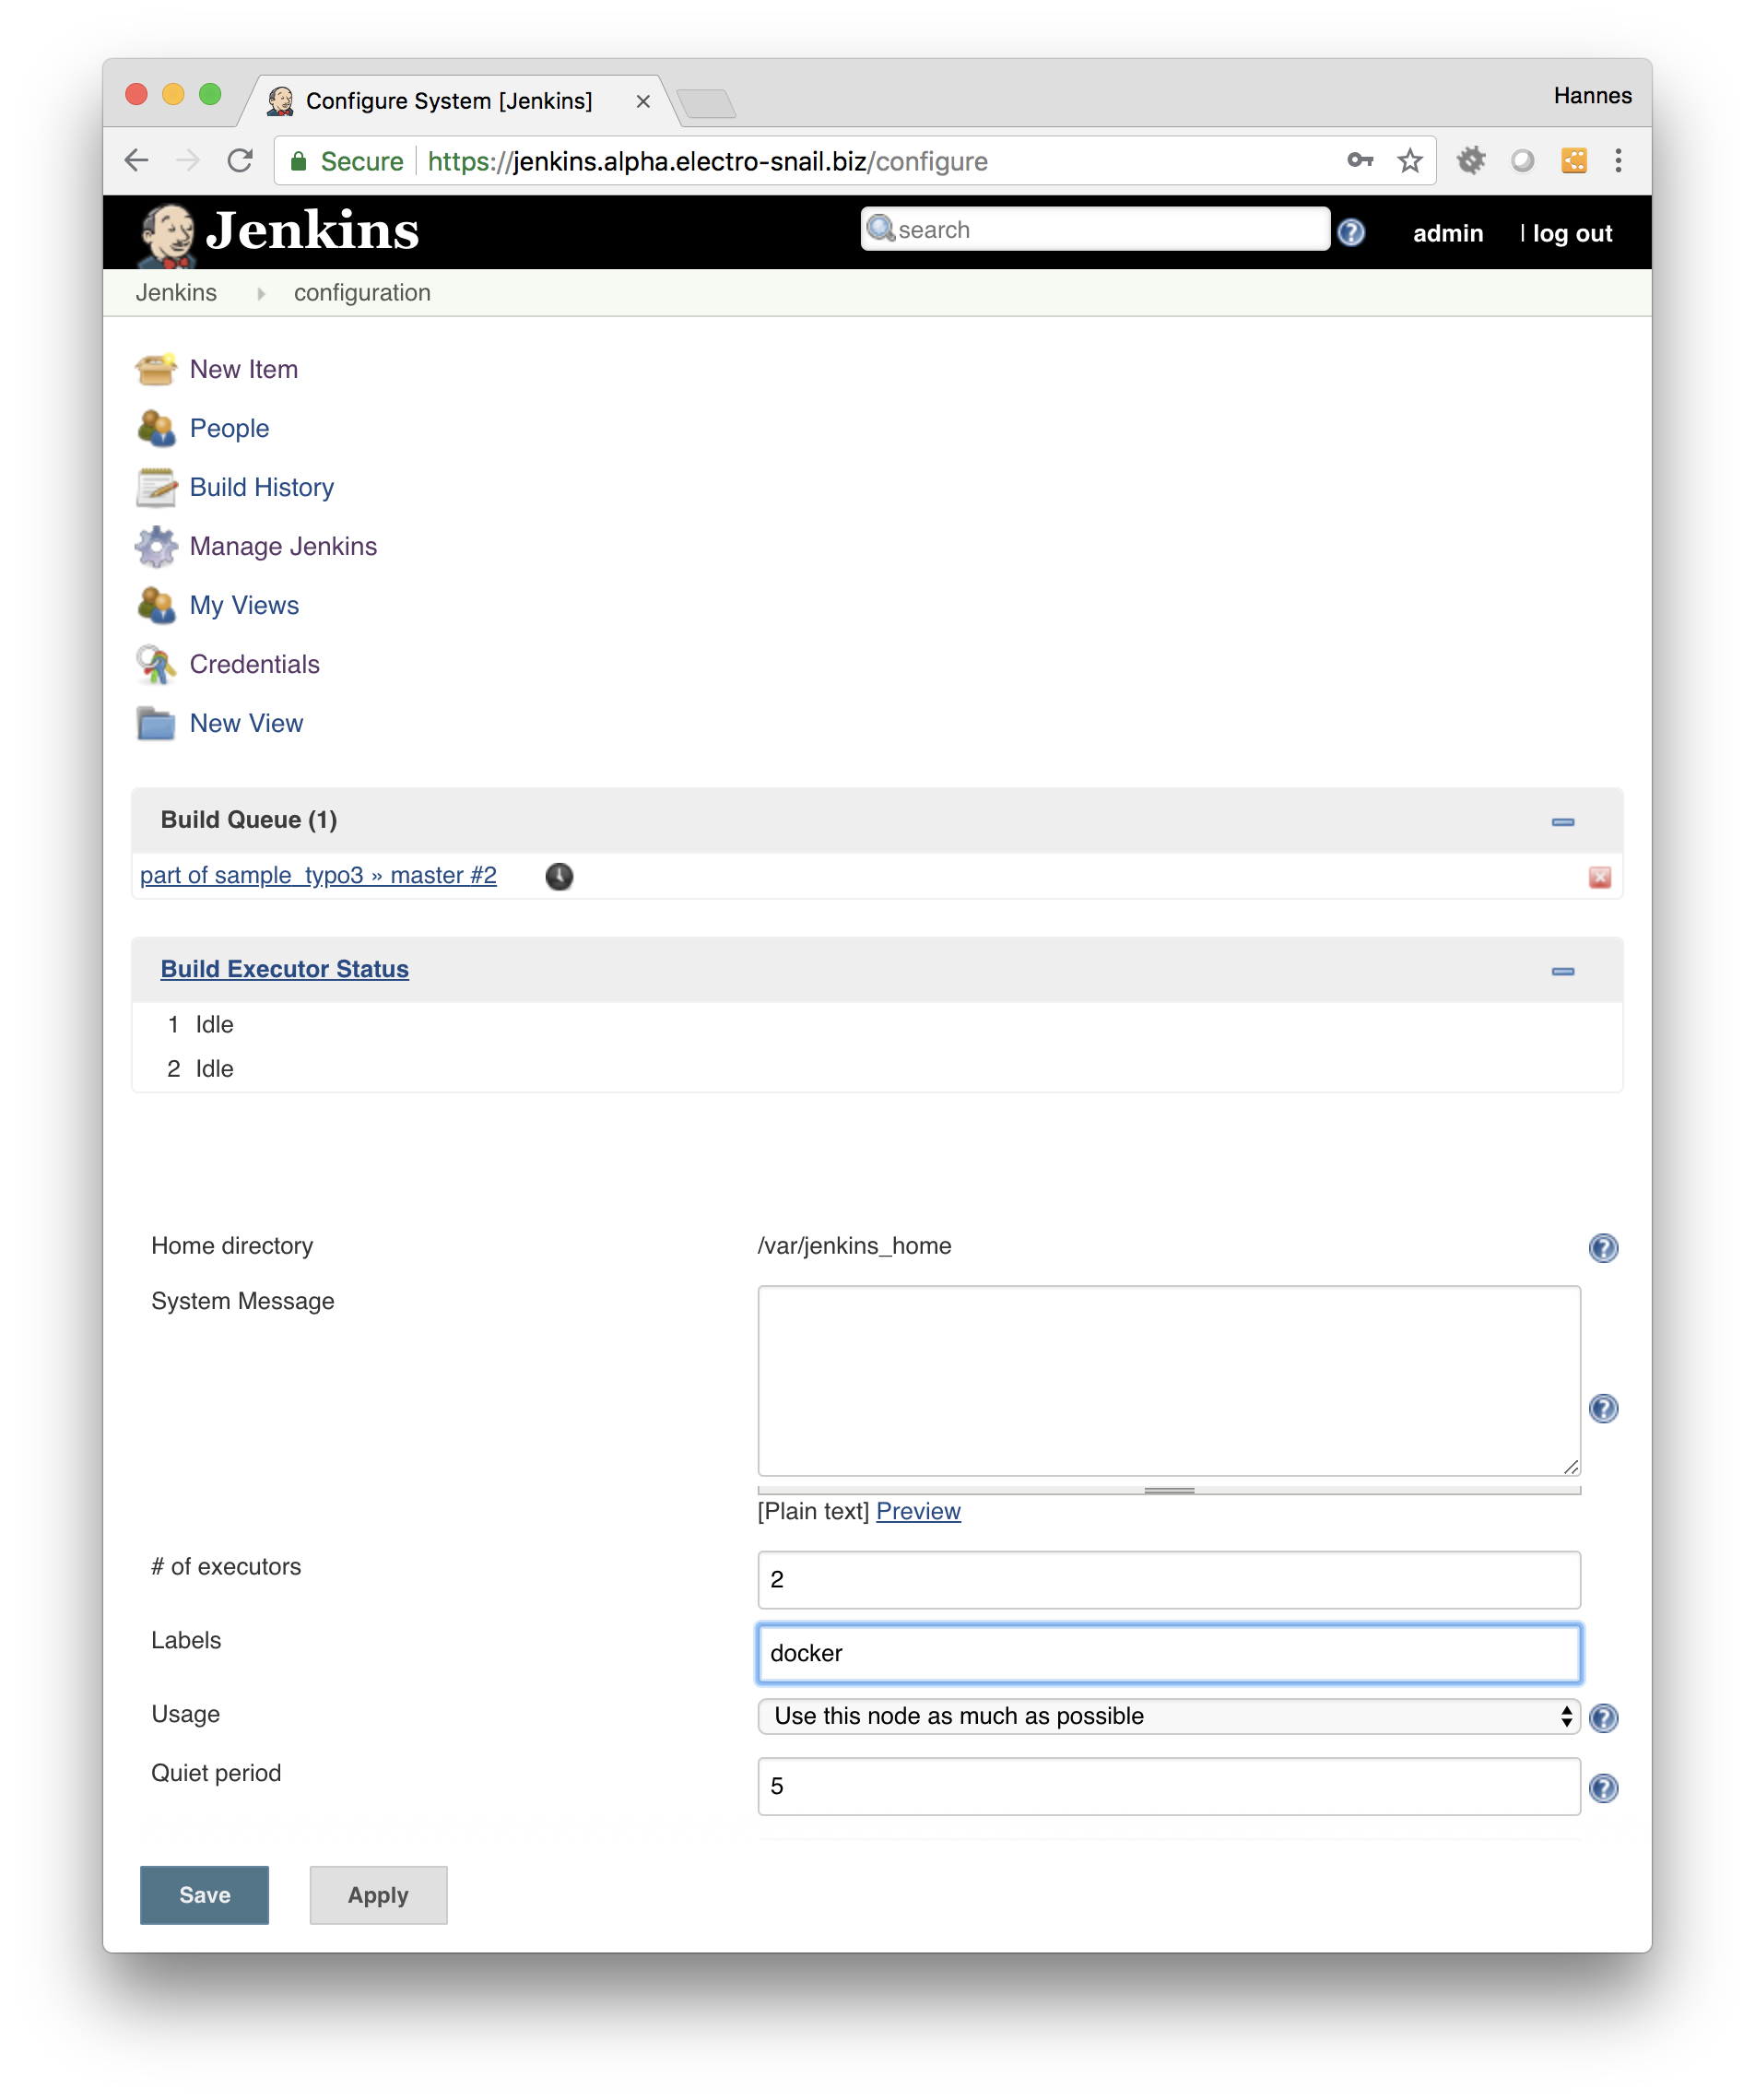 Configure System [Jenkins]
Hannes
Secure https://jenkins.alpha.electro-snail.biz/configure
Jenkins
search
admin
| log out
Jenkins
configuration
New Item
People
Build History
Manage Jenkins
My Views
Credentials
New View
Build Queue (1)
part of sample_typo3 » master #2
Build Executor Status
1 Idle
2 Idle
Home directory
/var/jenkins_home
System Message
[Plain text] Preview
# of executors
2
Labels
docker
Usage
Use this node as much as possible
Quiet period
5
Save
Apply